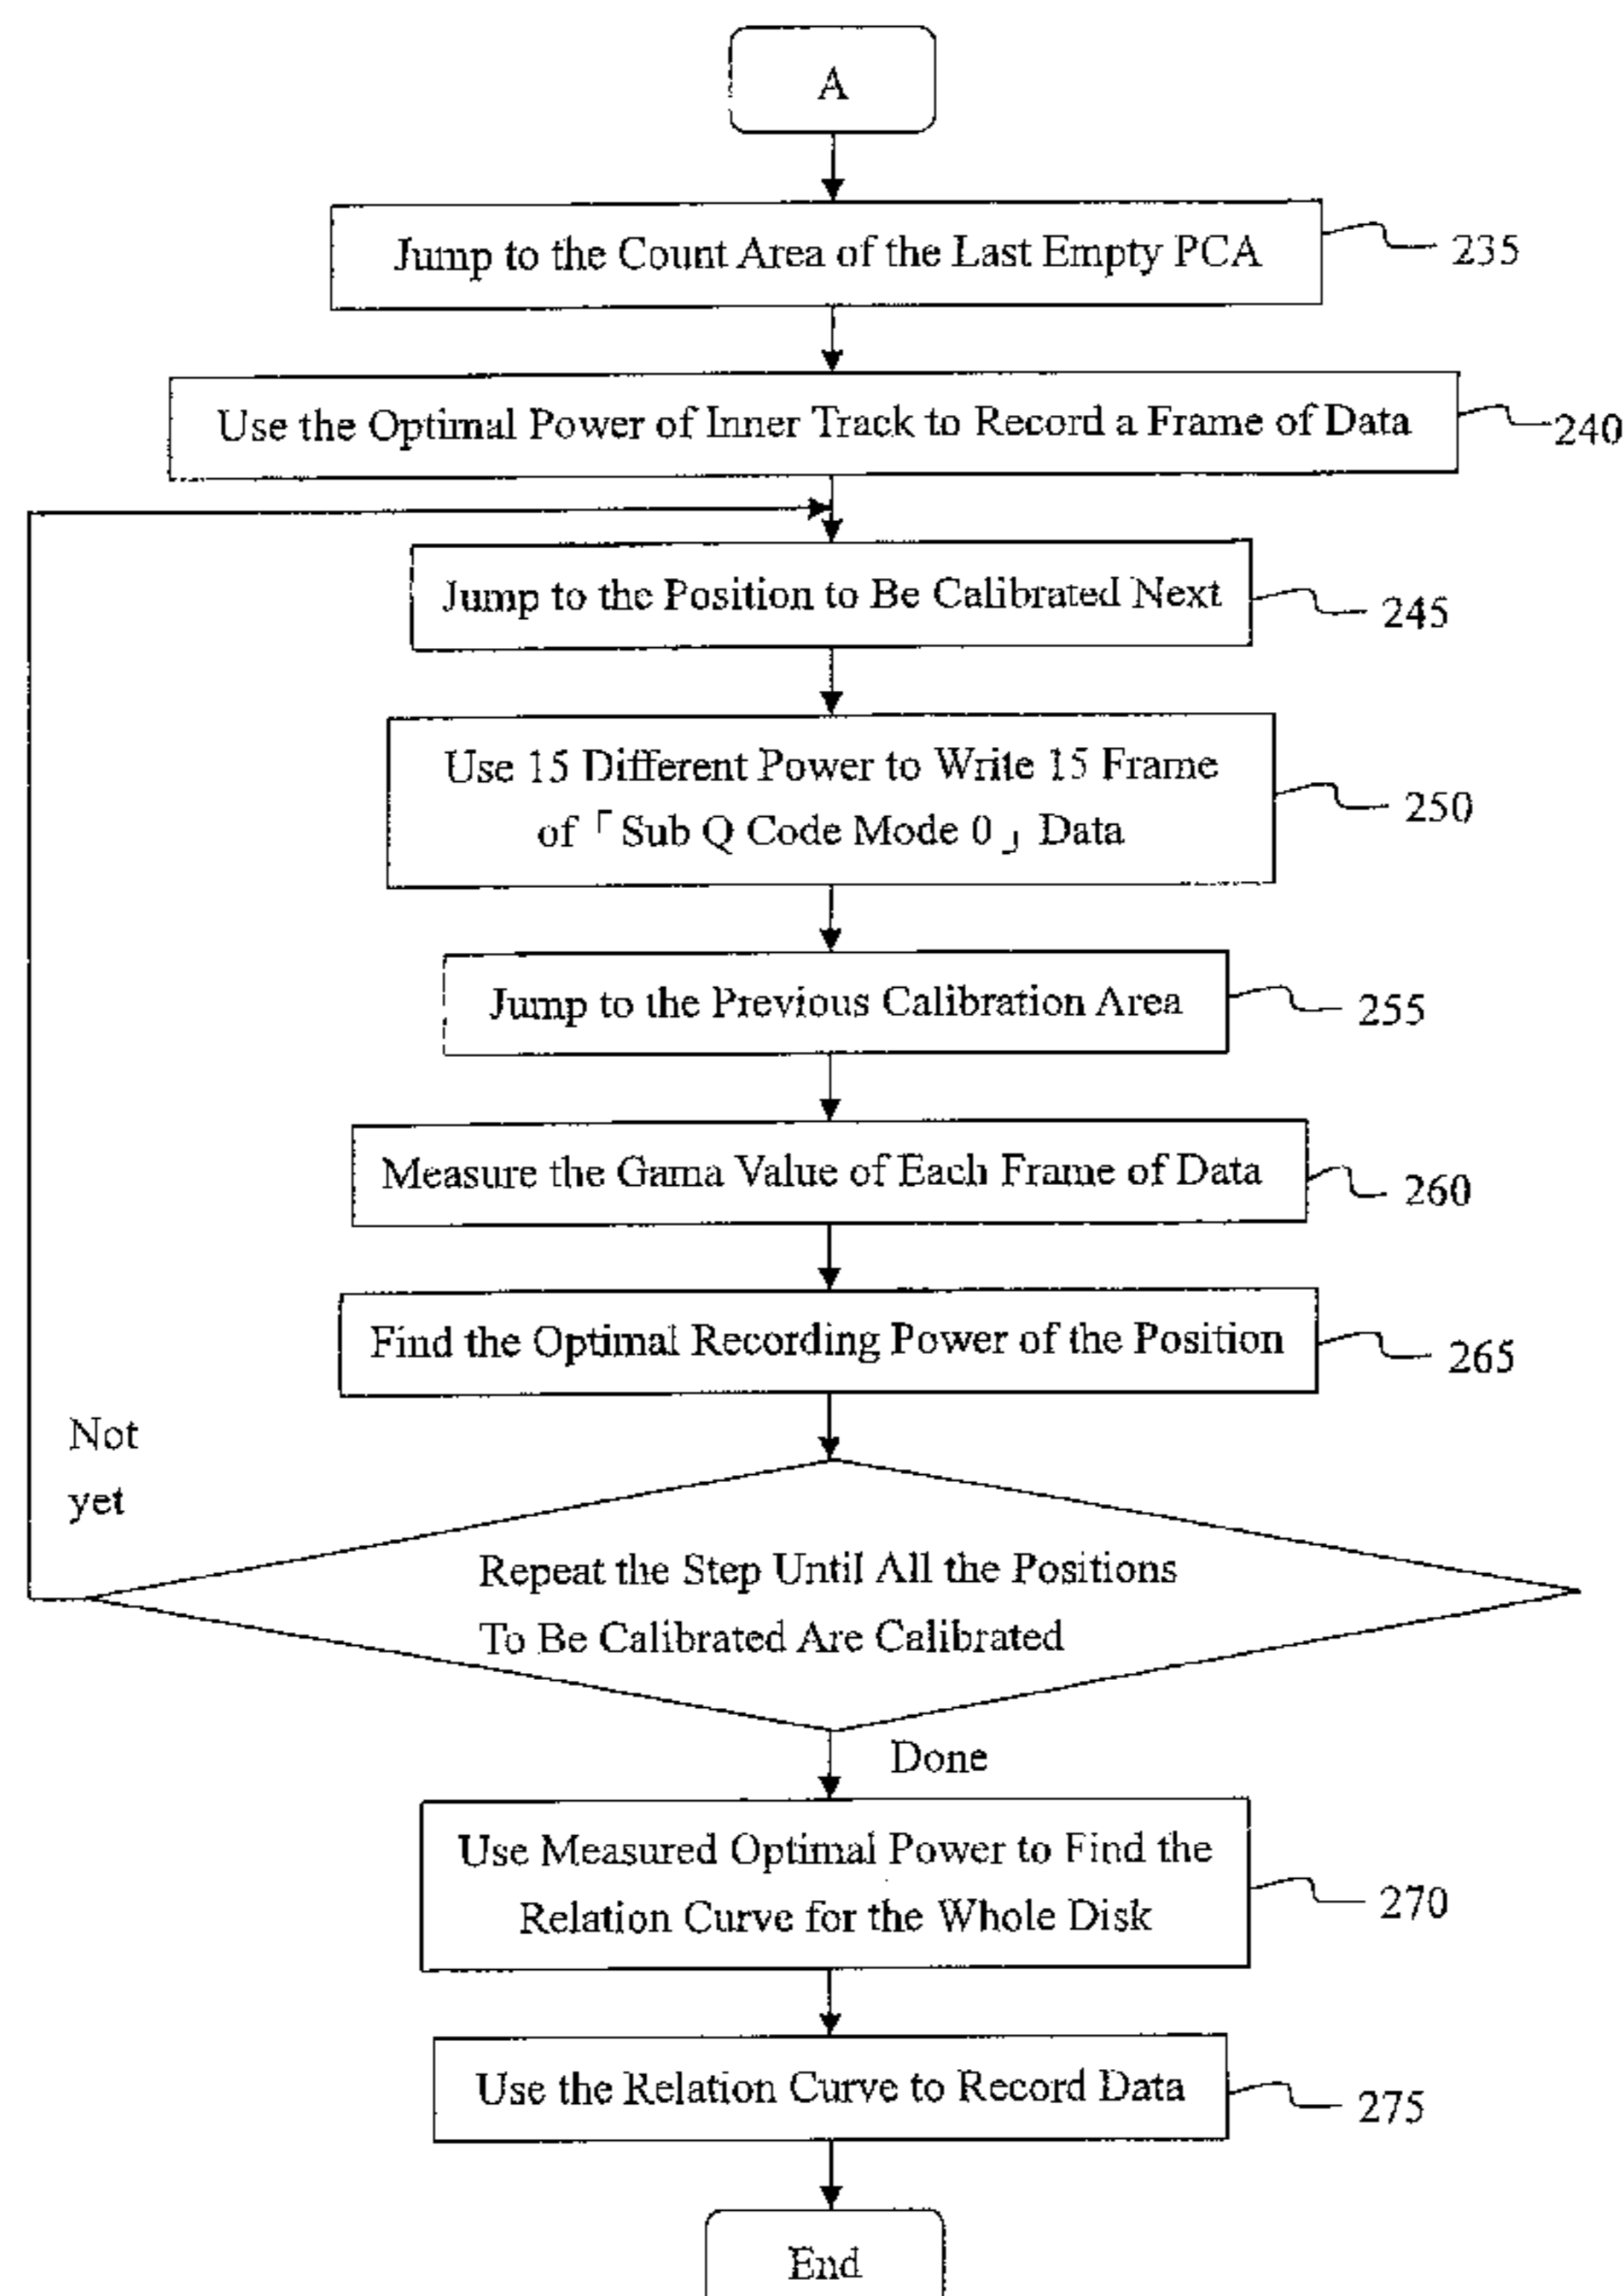 A
Jump to the Count Area of the Last Empty PCA
235
Use the Optimal Power of Inner Track to Record a Frame of Data
240
Jump to the Position to Be Calibrated Next
245
Use 15 Different Power to Write 15 Frame
of「Sub Q Code Mode 0」Data
250
Jump to the Previous Calibration Area
255
Measure the Gama Value of Each Frame of Data
260
Find the Optimal Recording Power of the Position
265
Not
yet
Repeat the Step Until All the Positions
To Be Calibrated Are Calibrated
Done
Use Measured Optimal Power to Find the
Relation Curve for the Whole Disk
270
Use the Relation Curve to Record Data
275
End